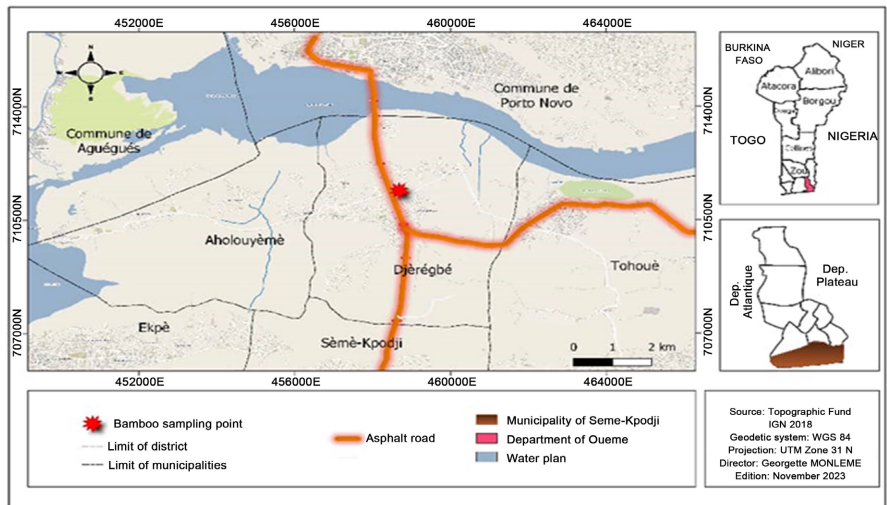 452000E 456000E 460000E 464000E
714000N
710500N
707000N
714000N
710500N
707000N
N
Commune de
Porto Novo
Commune de
Aguégués
Aholouyèmè
Djèrégbé
Tohouè
Ekpè
Sèmè-Kpodji
0 1 2 km
452000E 456000E 460000E 464000E
BURKINA
FASO
NIGER
Alibori
Atacora
Borgou
TOGO
NIGERIA
Collines
Zou
Dep.
Atlantique
Dep.
Plateau
Bamboo sampling point
Limit of district
Limit of municipalities
Asphalt road
Municipality of Seme-Kpodji
Department of Oueme
Water plan
Source: Topographic Fund
IGN 2018
Geodetic system: WGS 84
Projection: UTM Zone 31 N
Director: Georgette MONLEME
Edition: November 2023